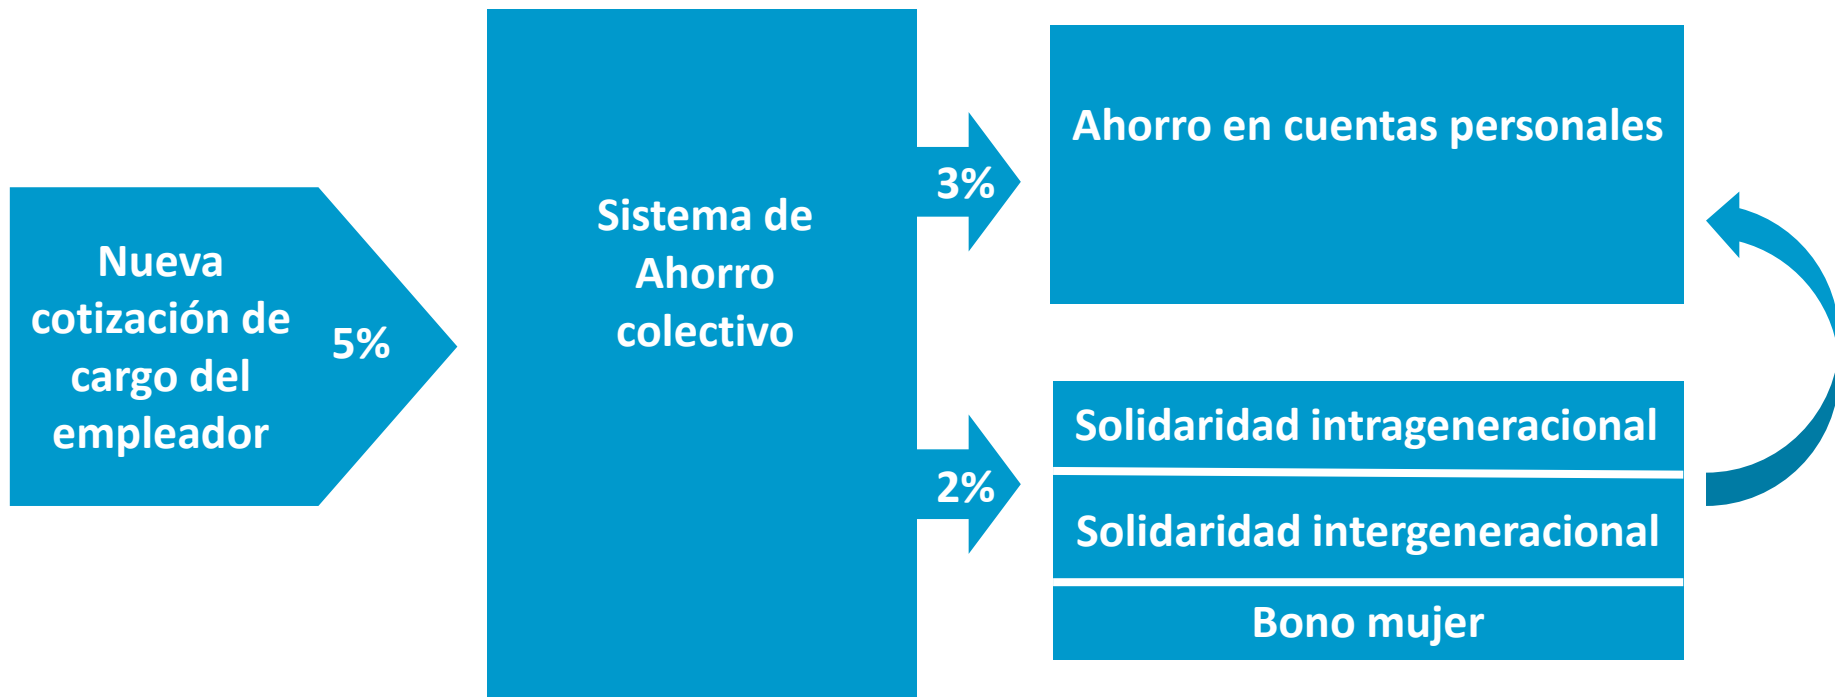 Nueva
cotización de
cargo del
empleador
5%
Sistema de
Ahorro
colectivo
3%
2%
Ahorro en cuentas personales
Solidaridad intrageneracional
Solidaridad intergeneracional
Bono mujer